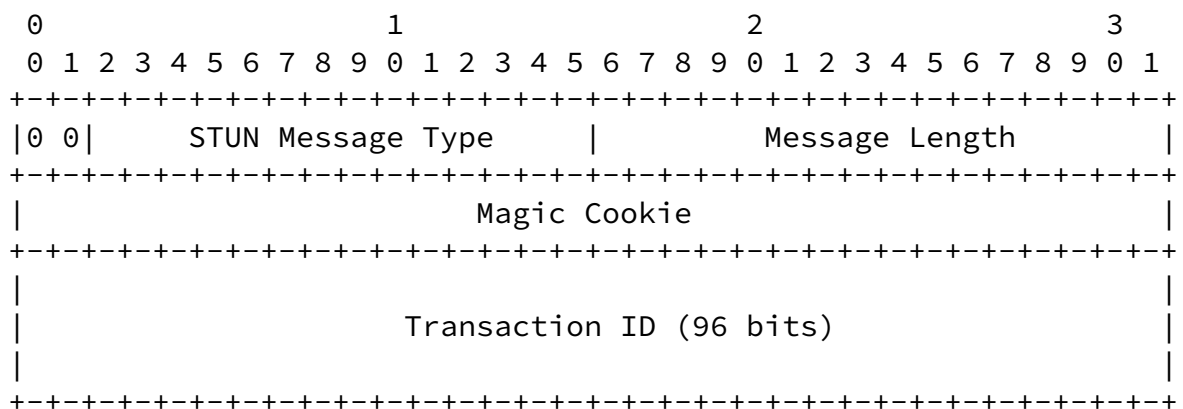 0                   1                   2                   3
0 1 2 3 4 5 6 7 8 9 0 1 2 3 4 5 6 7 8 9 0 1 2 3 4 5 6 7 8 9 0 1
+-+-+-+-+-+-+-+-+-+-+-+-+-+-+-+-+-+-+-+-+-+-+-+-+-+-+-+-+-+-+-+-+
|0 0|     STUN Message Type     |         Message Length        |
+-+-+-+-+-+-+-+-+-+-+-+-+-+-+-+-+-+-+-+-+-+-+-+-+-+-+-+-+-+-+-+-+
|                         Magic Cookie                          |
+-+-+-+-+-+-+-+-+-+-+-+-+-+-+-+-+-+-+-+-+-+-+-+-+-+-+-+-+-+-+-+-+
|                                                               |
|                     Transaction ID (96 bits)                  |
|                                                               |
+-+-+-+-+-+-+-+-+-+-+-+-+-+-+-+-+-+-+-+-+-+-+-+-+-+-+-+-+-+-+-+-+